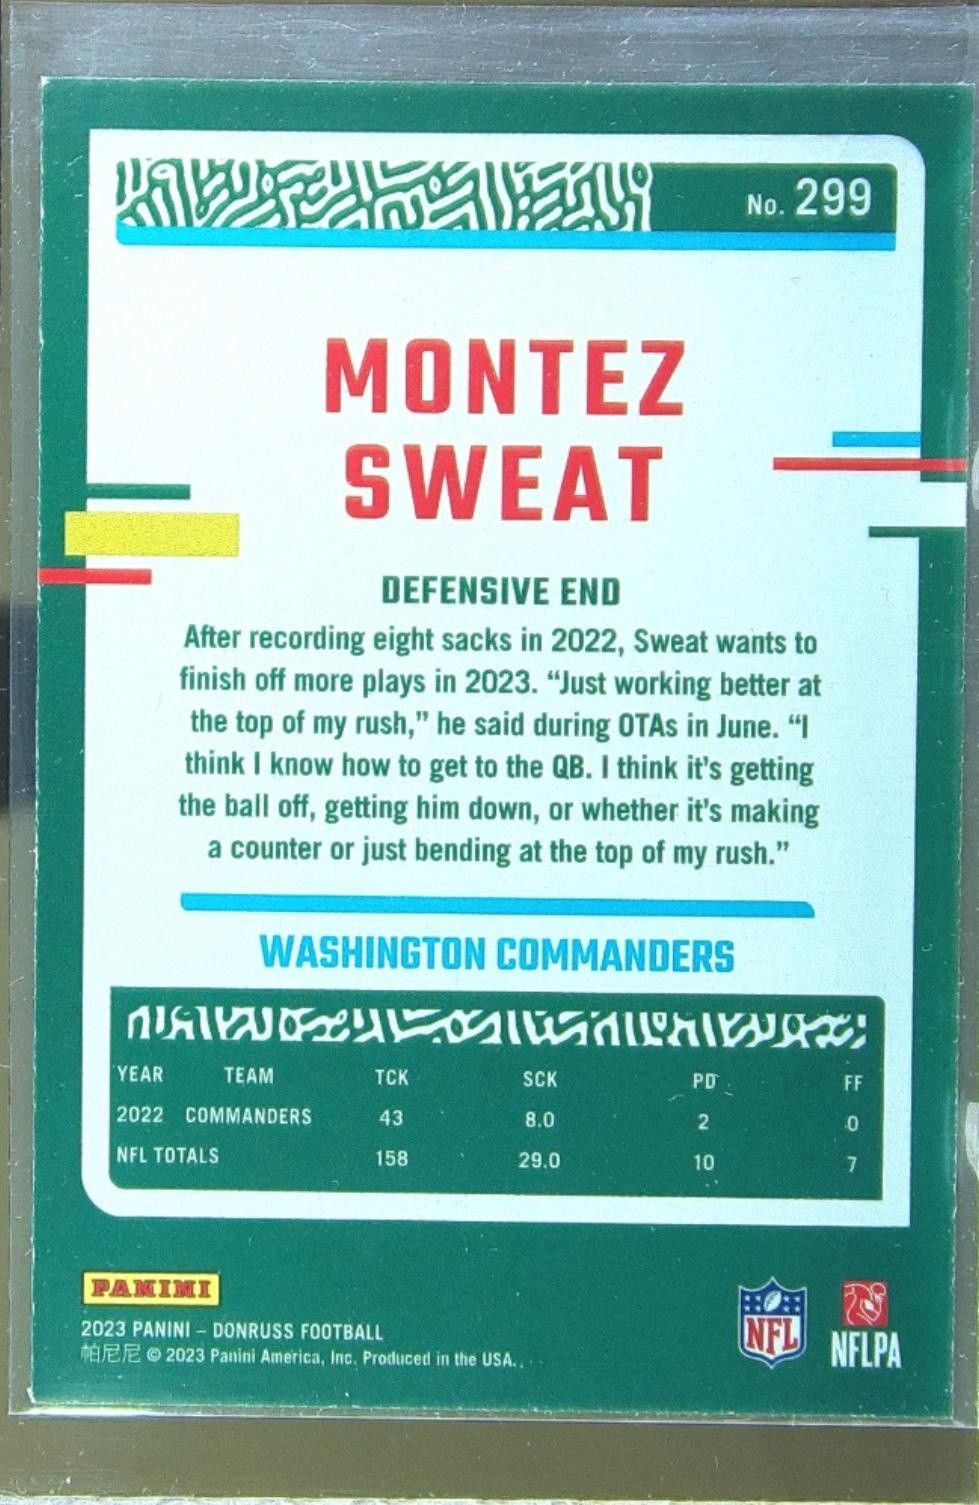 No. 299
MONTEZ
SWEAT
DEFENSIVE END
After recording eight sacks in 2022, Sweat wants to
finish off more plays in 2023. “Just working better at
the top of my rush,” he said during OTAs in June. “I
think I know how to get to the QB. I think it's getting
the ball off, getting him down, or whether it's making
a counter or just bending at the top of my rush.”
WASHINGTON COMMANDERS
YEAR TEAM TCK SCK PD FF
2022 COMMANDERS 43 8.0 2 0
NFL TOTALS 158 29.0 10 7
PANINI
2023 PANINI – DONRUSS FOOTBALL
帕尼尼 © 2023 Panini America, Inc. Produced in the USA.
NFL
NFLPA